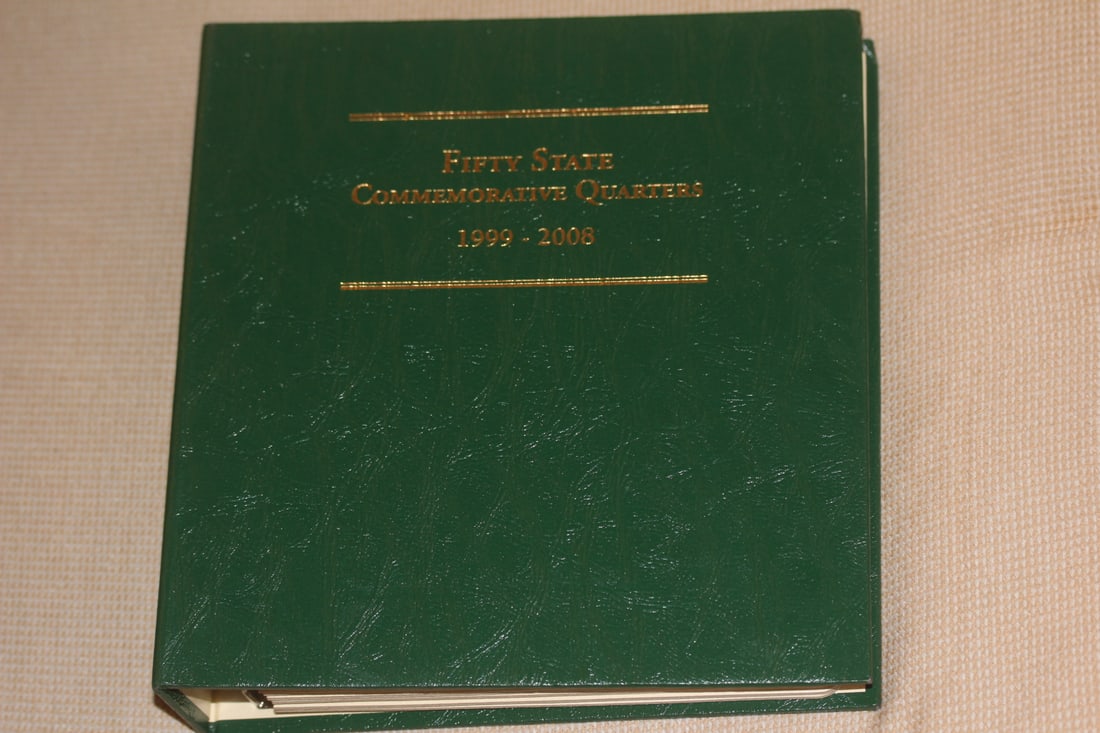 Fifty State
Commemorative Quarters
1999 - 2008